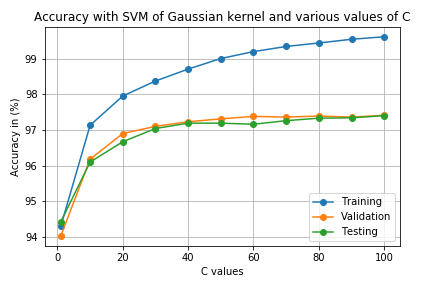 Accuracy with SVM of Gaussian kernel and various values of C
Accuracy in (%)
99
98
97
96
95
94
0
20
40
60
80
100
C values
Training
Validation
Testing